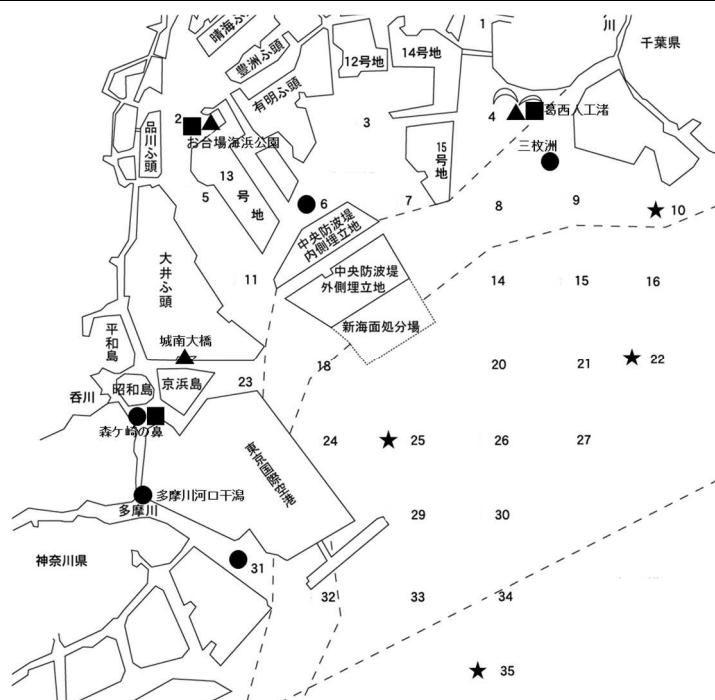 1
川
千葉県
晴海ふ頭
豊洲ふ頭
有明ふ頭
12号地
14号地
品川ふ頭
2
お台場海浜公園
3
4
葛西人工渚
三枚洲
15号地
13号地
5
6
7
8
9
10
中央防波堤
内側埋立地
中央防波堤
外側埋立地
新海面処分場
大井ふ頭
11
14
15
16
平和島
城南大橋
18
20
21
22
呑川
昭和島
京浜島
23
森ケ崎の鼻
東京国際空港
24
25
26
27
多摩川河口干潟
多摩川
29
30
神奈川県
31
32
33
34
35